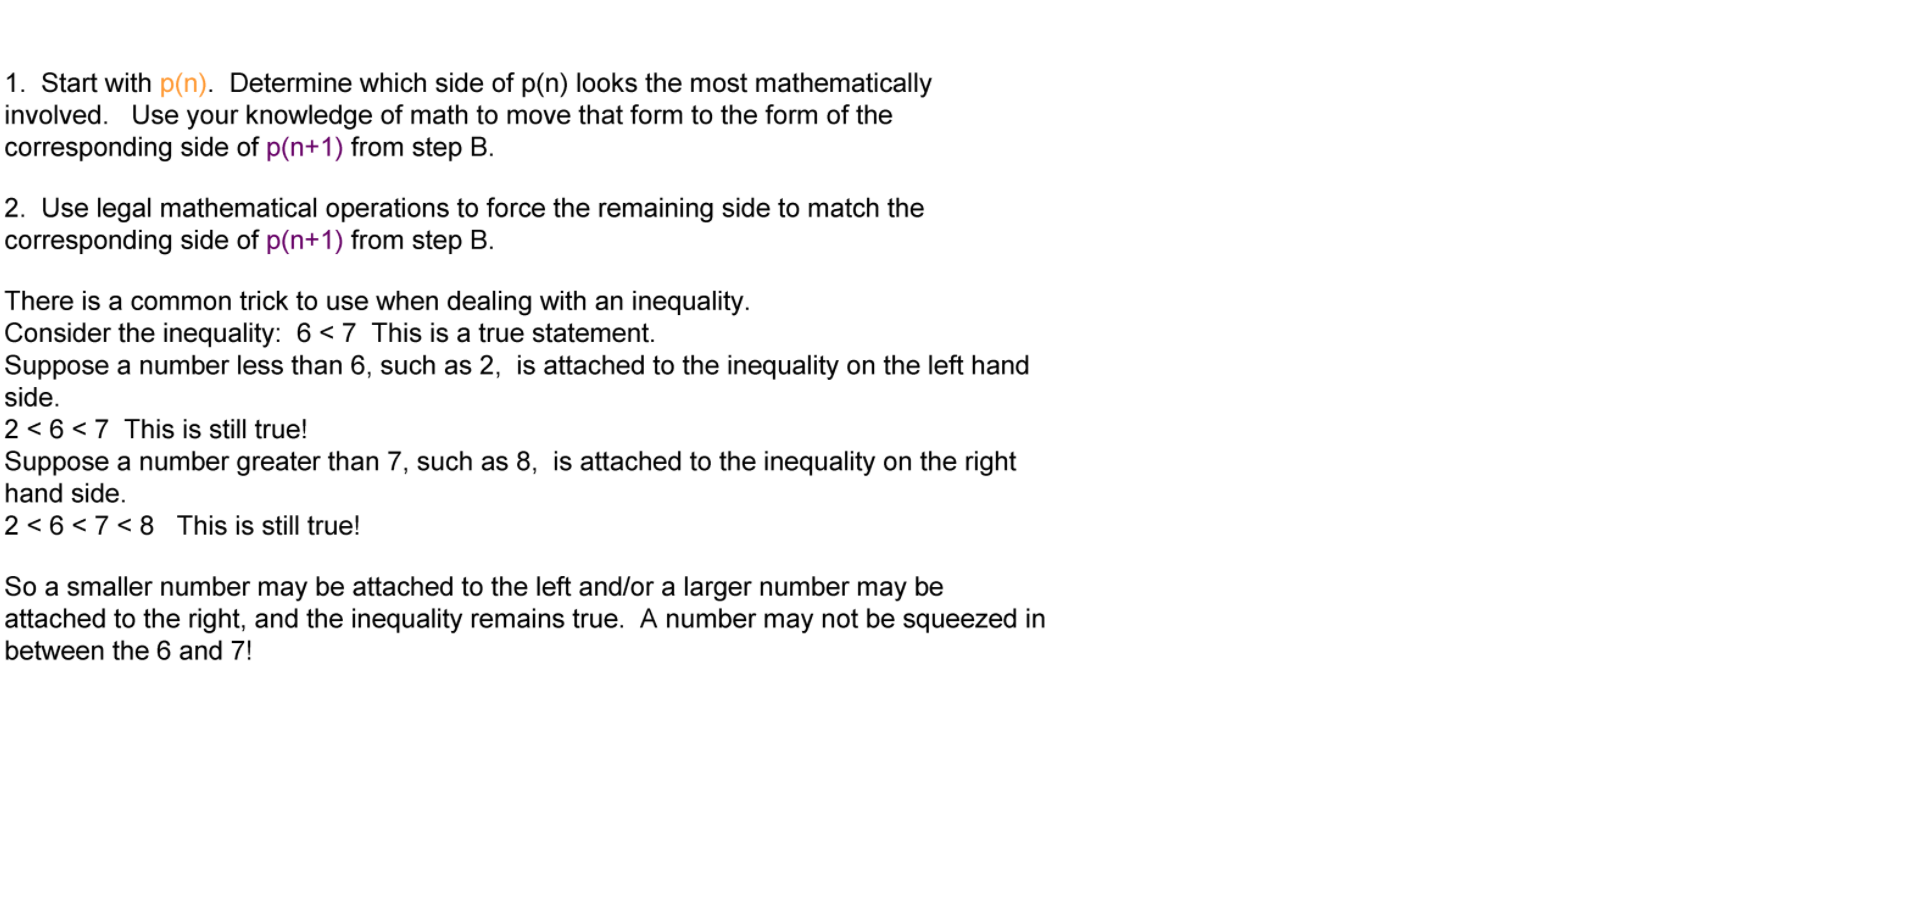 1.  Start with p(n).  Determine which side of p(n) looks the most mathematically
involved.   Use your knowledge of math to move that form to the form of the
corresponding side of p(n+1) from step B.
2.  Use legal mathematical operations to force the remaining side to match the
corresponding side of p(n+1) from step B.
There is a common trick to use when dealing with an inequality.
Consider the inequality:  6 < 7  This is a true statement.
Suppose a number less than 6, such as 2,  is attached to the inequality on the left hand
side.
2 < 6 < 7  This is still true!
Suppose a number greater than 7, such as 8,  is attached to the inequality on the right
hand side.
2 < 6 < 7 < 8   This is still true!
So a smaller number may be attached to the left and/or a larger number may be
attached to the right, and the inequality remains true.  A number may not be squeezed in
between the 6 and 7!